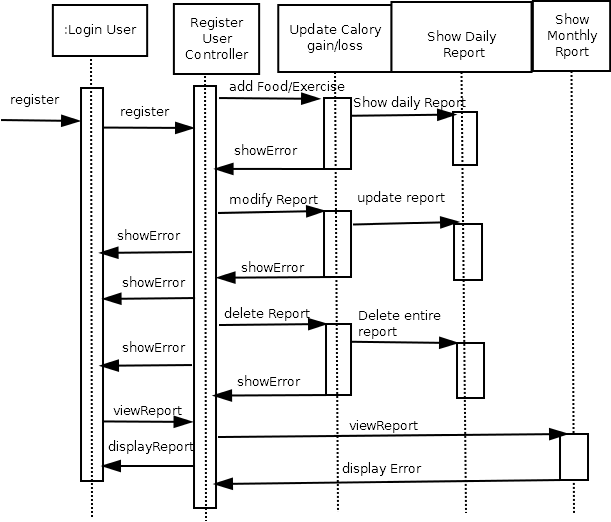 :Login User
Register
User
Controller
Update Calory
gain/loss
Show Daily
Report
Show
Monthly
Rport
register
register
add Food/Exercise
Show daily Report
showError
modify Report
update report
showError
showError
showError
delete Report
Delete entire
report
showError
showError
viewReport
viewReport
displayReport
display Error